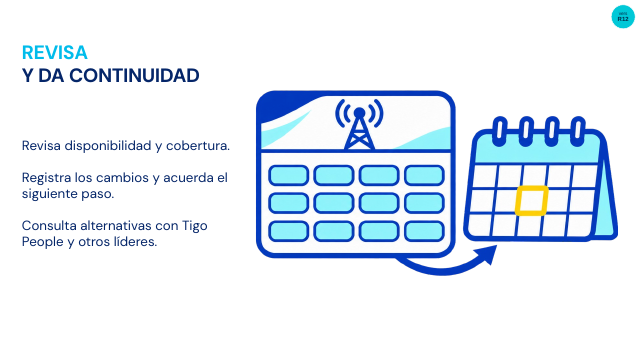 REVISA
Y DA CONTINUIDAD
Revisa disponibilidad y cobertura.
Registra los cambios y acuerda el
siguiente paso.
Consulta alternativas con Tigo
People y otros líderes.
R12